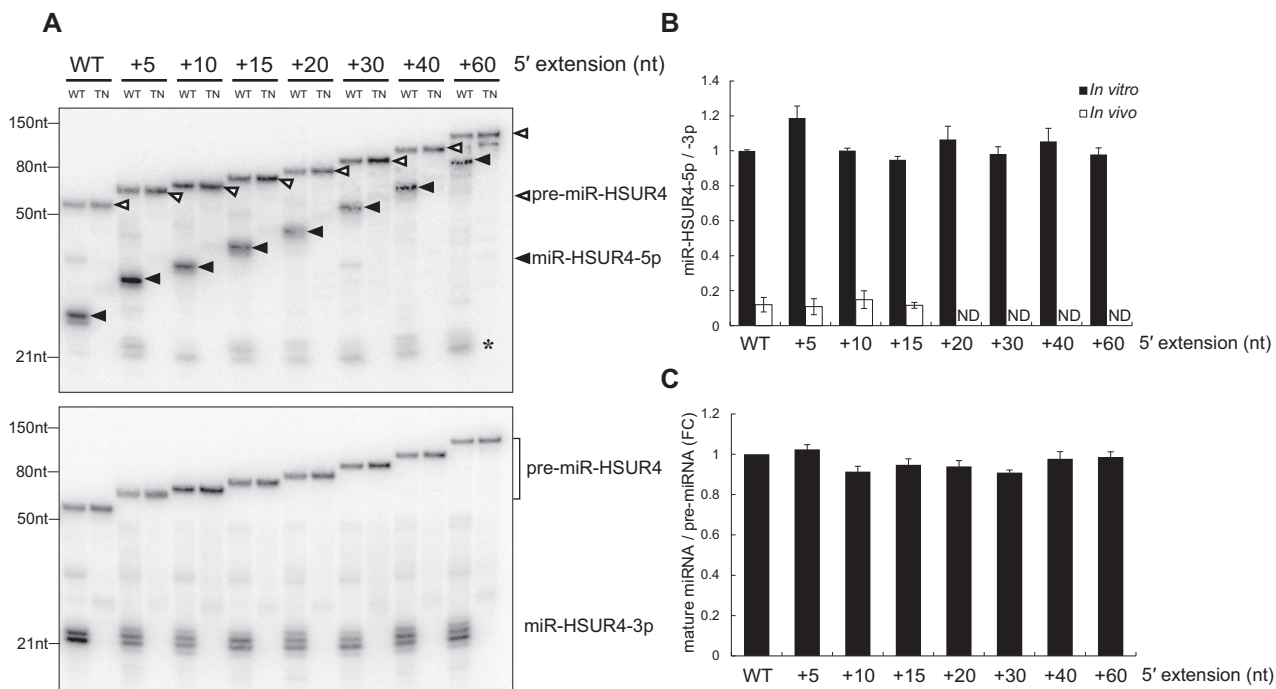 A
WT +5 +10 +15 +20 +30 +40 +60 5′ extension (nt)
WT TN WT TN WT TN WT TN WT TN WT TN WT TN WT TN
150nt
80nt
50nt
21nt
pre-miR-HSUR4
miR-HSUR4-5p
*
150nt
80nt
50nt
21nt
pre-miR-HSUR4
miR-HSUR4-3p
B
miR-HSUR4-5p / -3p
1.4
1.2
1
0.8
0.6
0.4
0.2
0
In vitro
In vivo
ND ND ND ND
WT +5 +10 +15 +20 +30 +40 +60 5′ extension (nt)
C
mature miRNA / pre-miRNA (FC)
1.2
1
0.8
0.6
0.4
0.2
0
WT +5 +10 +15 +20 +30 +40 +60 5′ extension (nt)